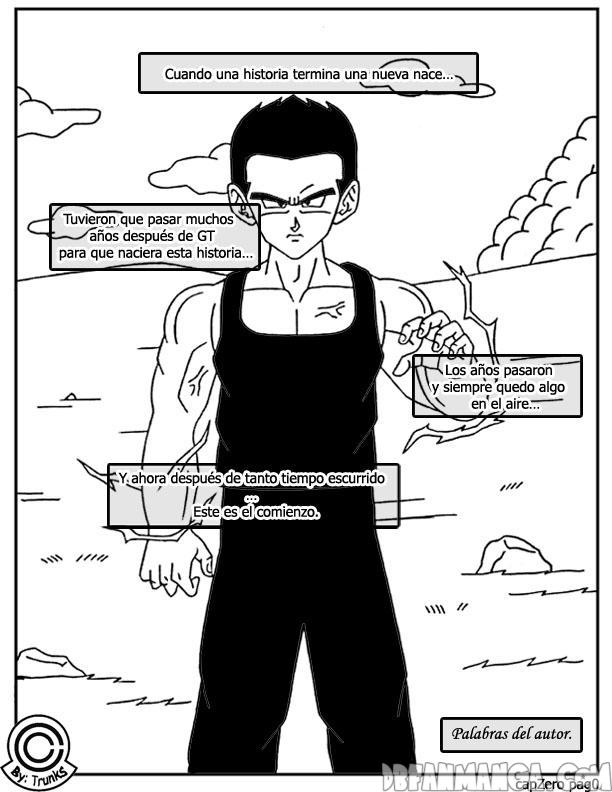 Cuando una historia termina una nueva nace...
Tuvieron que pasar muchos
años después de GT
para que naciera esta historia...
Los años pasaron
y siempre quedo algo
en el aire...
Y ahora después de tanto tiempo escurrido
...
Este es el comienzo.
Palabras del autor.
By: Trunks
DBFANMANGA.COM
capZero pag0